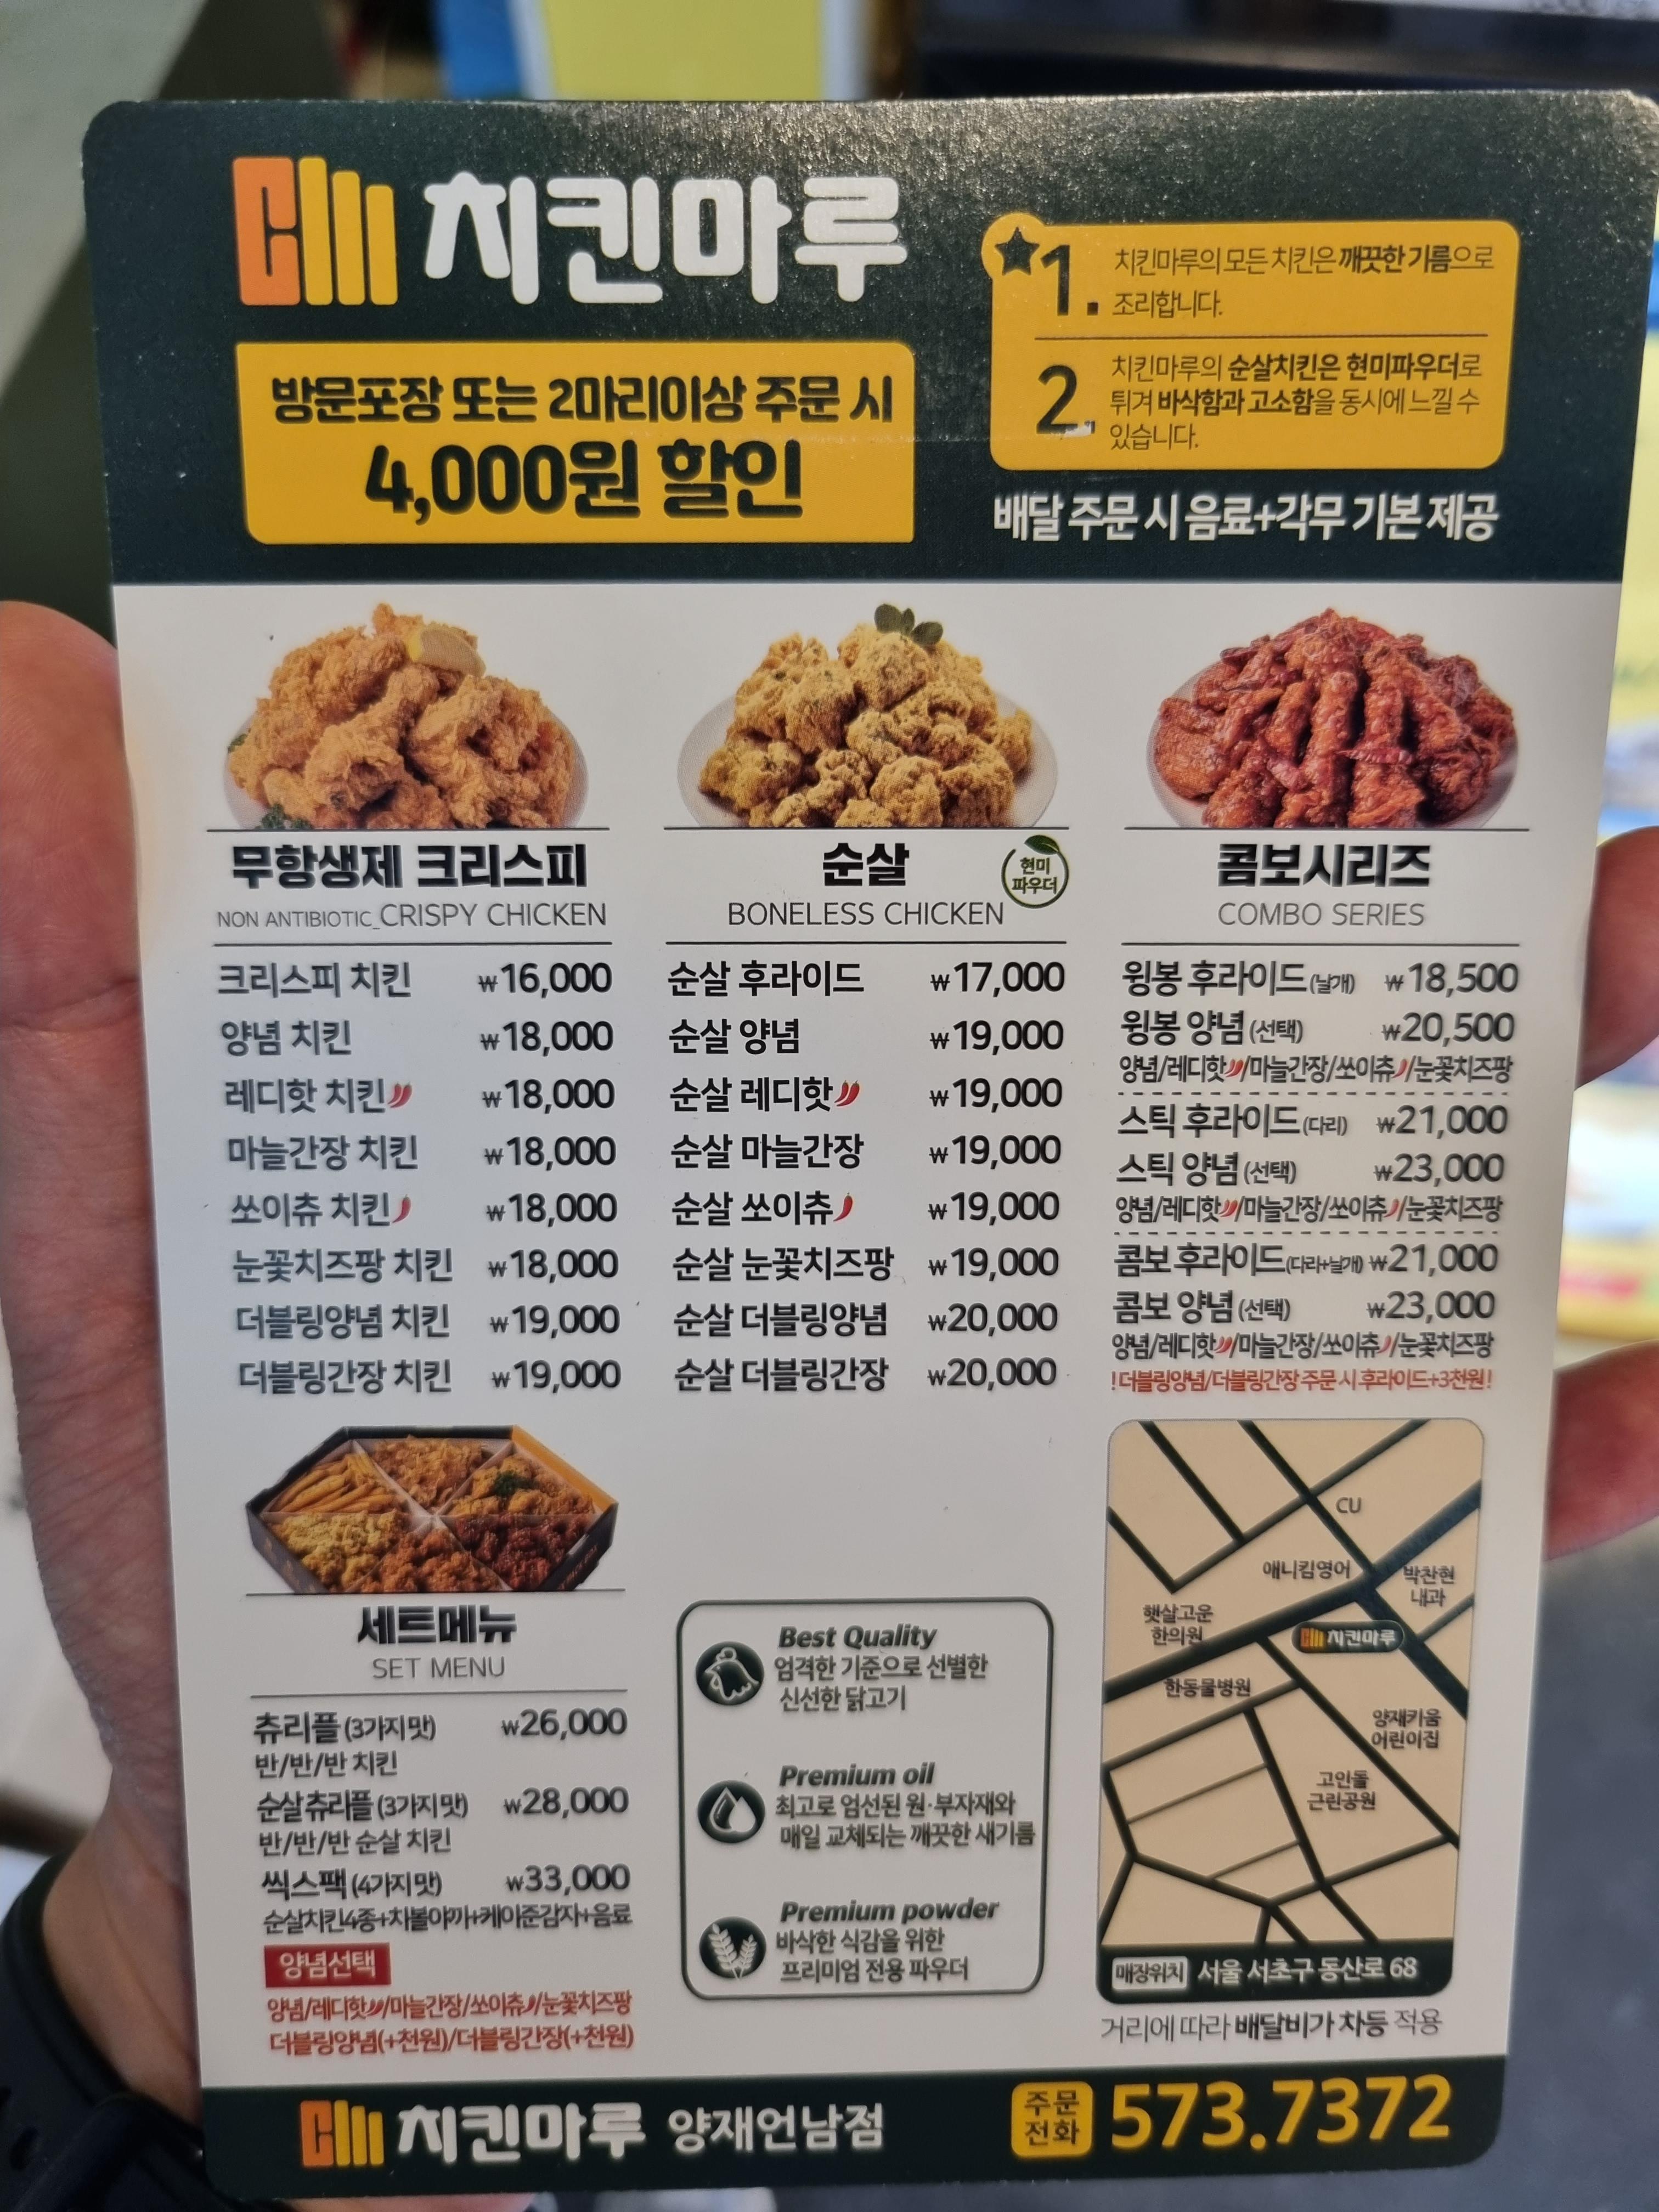 치킨마루
방문포장 또는 2마리이상 주문 시
4,000원 할인
1. 치킨마루의 모든 치킨은 깨끗한 기름으로
조리합니다.
2. 치킨마루의 순살치킨은 현미파우더로
튀겨 바삭함과 고소함을 동시에 느낄 수
있습니다.
배달 주문 시 음료+각무 기본 제공
무항생제 크리스피
NON ANTIBIOTIC_CRISPY CHICKEN
크리스피 치킨 ₩16,000
양념 치킨 ₩18,000
레디핫 치킨 ₩18,000
마늘간장 치킨 ₩18,000
쏘이츄 치킨 ₩18,000
눈꽃치즈팡 치킨 ₩18,000
더블링양념 치킨 ₩19,000
더블링간장 치킨 ₩19,000
순살
현미
파우더
BONELESS CHICKEN
순살 후라이드 ₩17,000
순살 양념 ₩19,000
순살 레디핫 ₩19,000
순살 마늘간장 ₩19,000
순살 쏘이츄 ₩19,000
순살 눈꽃치즈팡 ₩19,000
순살 더블링양념 ₩20,000
순살 더블링간장 ₩20,000
콤보시리즈
COMBO SERIES
윙봉 후라이드(날개) ₩18,500
윙봉 양념(선택) ₩20,500
양념/레디핫/마늘간장/쏘이츄/눈꽃치즈팡
스틱 후라이드(다리) ₩21,000
스틱 양념(선택) ₩23,000
양념/레디핫/마늘간장/쏘이츄/눈꽃치즈팡
콤보 후라이드(다리+날개) ₩21,000
콤보 양념(선택) ₩23,000
양념/레디핫/마늘간장/쏘이츄/눈꽃치즈팡
!더블링양념/더블링간장 주문 시 후라이드+3천원!
세트메뉴
SET MENU
츄리플(3가지맛) ₩26,000
반/반/반 치킨
순살츄리플(3가지맛) ₩28,000
반/반/반 순살 치킨
씩스팩(4가지맛) ₩33,000
순살치킨4종+치볼이까+케이준감자+음료
양념선택
양념/레디핫/마늘간장/쏘이츄/눈꽃치즈팡
더블링양념(+천원)/더블링간장(+천원)
Best Quality
엄격한 기준으로 선별한
신선한 닭고기
Premium oil
최고로 엄선된 원·부자재와
매일 교체되는 깨끗한 새기름
Premium powder
바삭한 식감을 위한
프리미엄 전용 파우더
CU
애니킴영어
박찬현
내과
햇살고운
한의원
치킨마루
한동물병원
양재키움
어린이집
고인돌
근린공원
매장위치 서울 서초구 동산로 68
거리에 따라 배달비가 차등 적용
치킨마루 양재언남점
주문
전화
573.7372